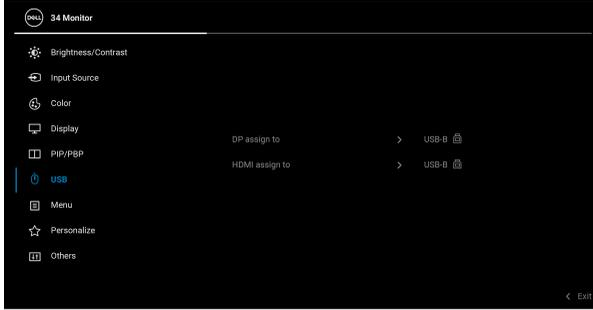 DELL 34 Monitor
Brightness/Contrast
Input Source
Color
Display
DP assign to USB-B
PIP/PBP
HDMI assign to USB-B
USB
Menu
Personalize
Others
Exit